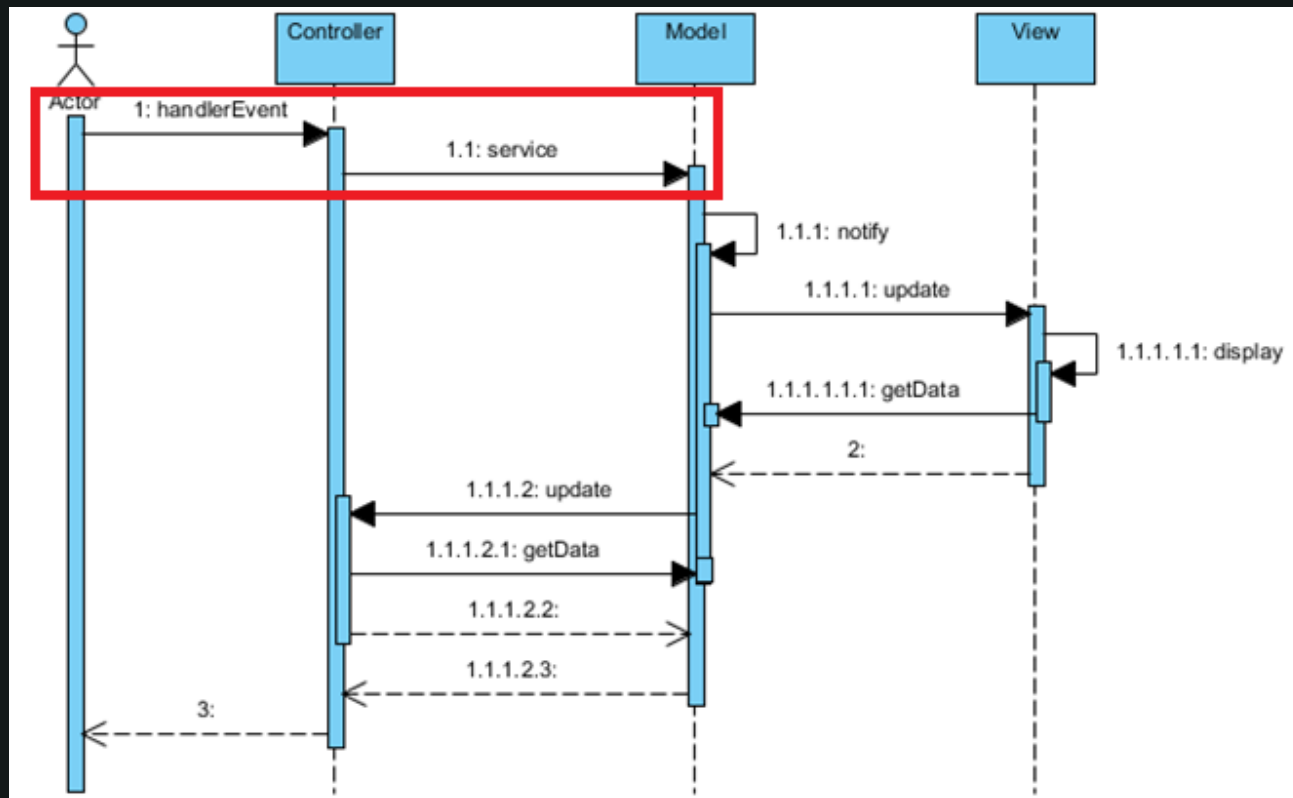 Controller
Model
View
Actor
1: handlerEvent
1.1: service
1.1.1: notify
1.1.1.1: update
1.1.1.1.1: display
1.1.1.1.1.1: getData
2:
1.1.1.2: update
1.1.1.2.1: getData
1.1.1.2.2:
1.1.1.2.3:
3: